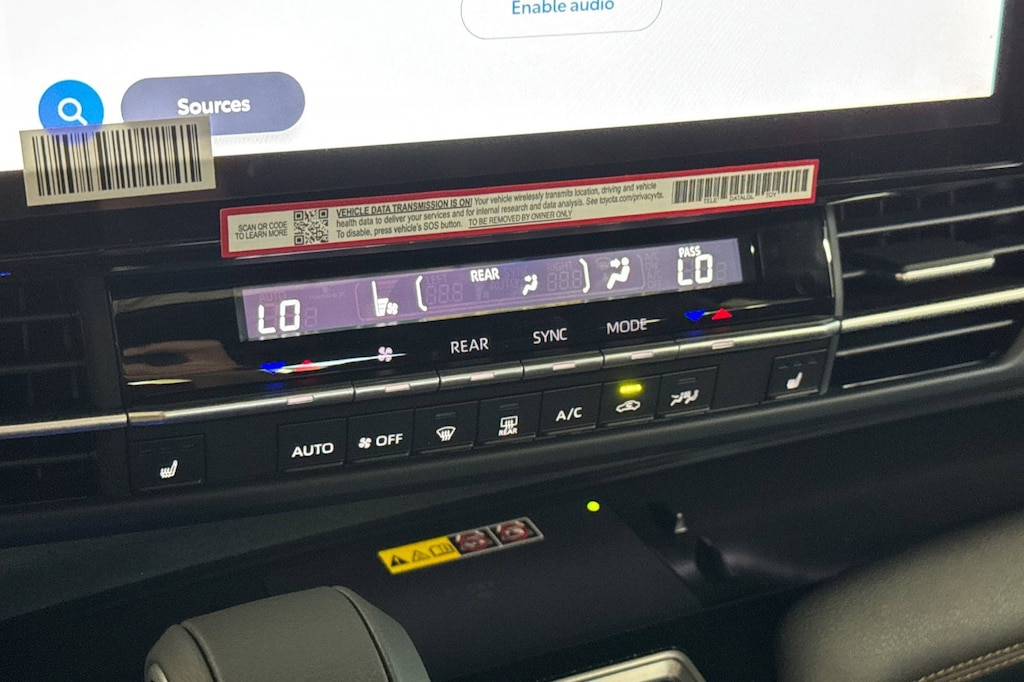 Enable audio
Sources
SCAN QR CODE
TO LEARN MORE
VEHICLE DATA TRANSMISSION IS ON! Your vehicle wirelessly transmits location, driving and vehicle
health data to deliver your services and for internal research and data analysis. See toyota.com/privacyvts.
To disable, press vehicle's SOS button. TO BE REMOVED BY OWNER ONLY
TELE DATALGL TOY
LO
REAR
PASS
LO
REAR
SYNC
MODE
AUTO
OFF
REAR
A/C